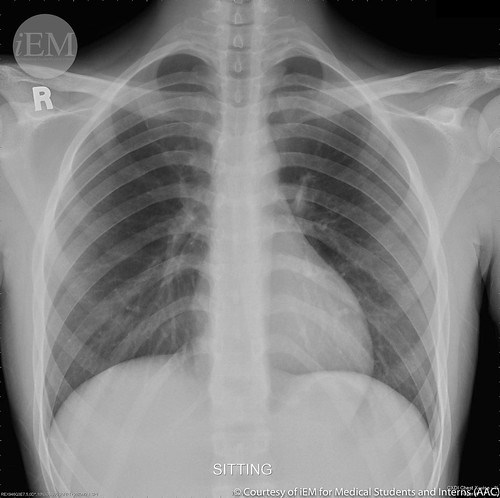 iEM
R
SITTING
© Courtesy of iEM for Medical Students and Interns (AAC)